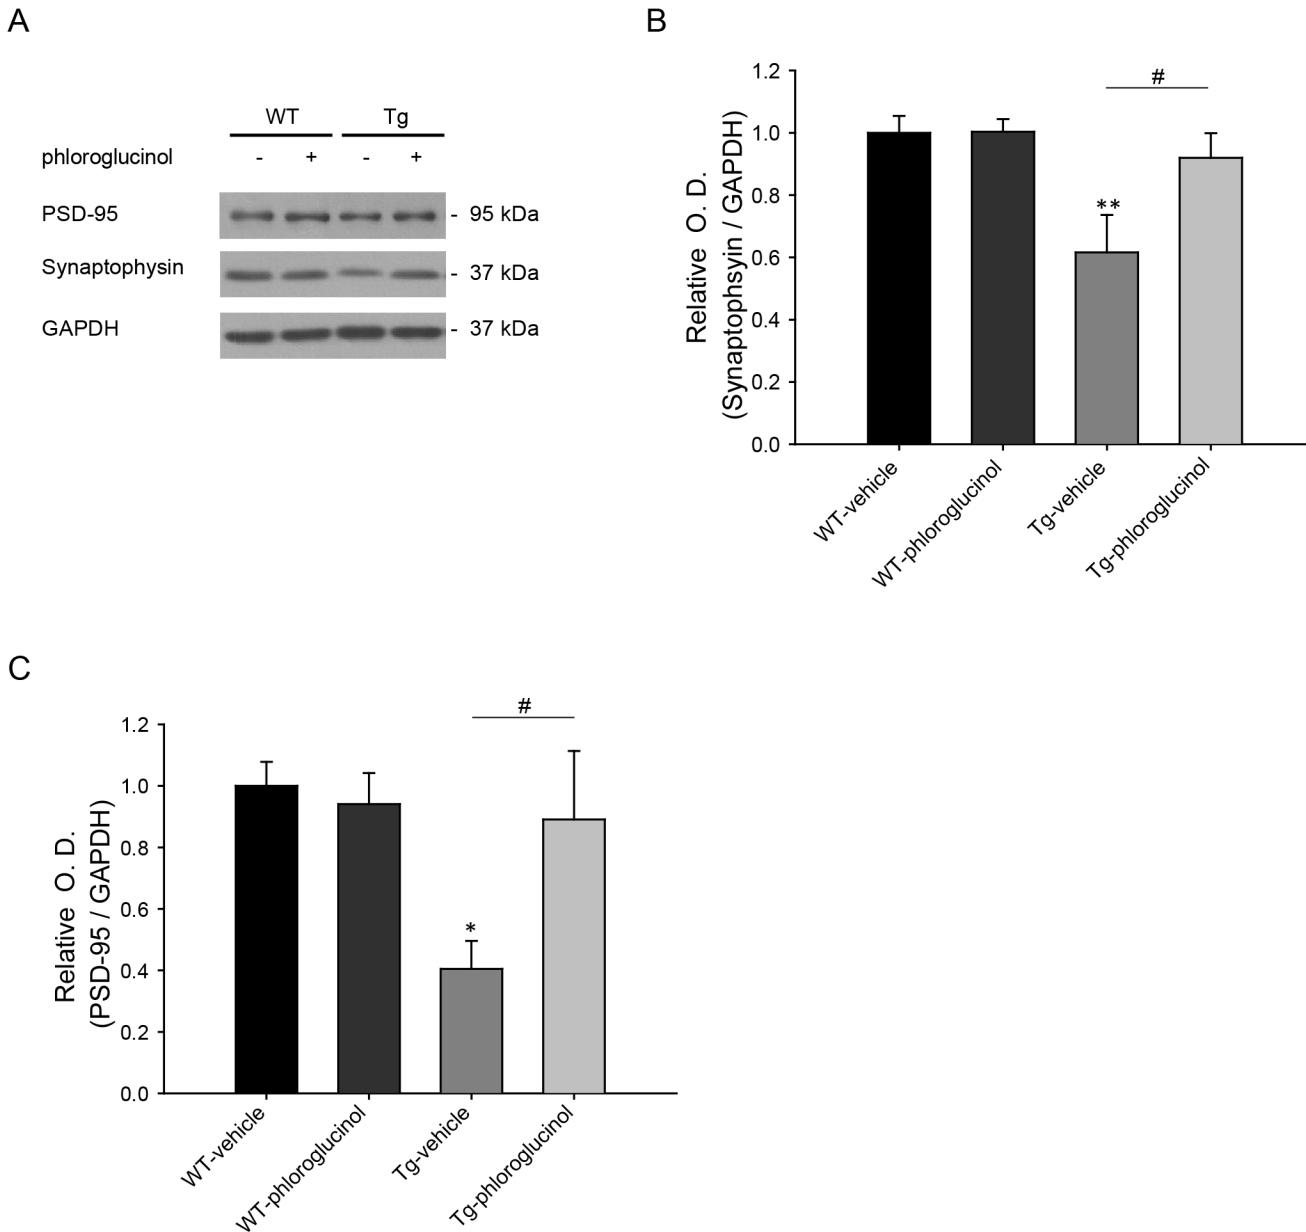 A
WT Tg
phloroglucinol - + - +
PSD-95 - 95 kDa
Synaptophysin - 37 kDa
GAPDH - 37 kDa
B
Relative O. D.
(Synaptophsyin / GAPDH)
1.2
1.0
0.8
0.6
0.4
0.2
0.0
#
**
WT-vehicle
WT-phloroglucinol
Tg-vehicle
Tg-phloroglucinol
C
Relative O. D.
(PSD-95 / GAPDH)
1.2
1.0
0.8
0.6
0.4
0.2
0.0
#
*
WT-vehicle
WT-phloroglucinol
Tg-vehicle
Tg-phloroglucinol